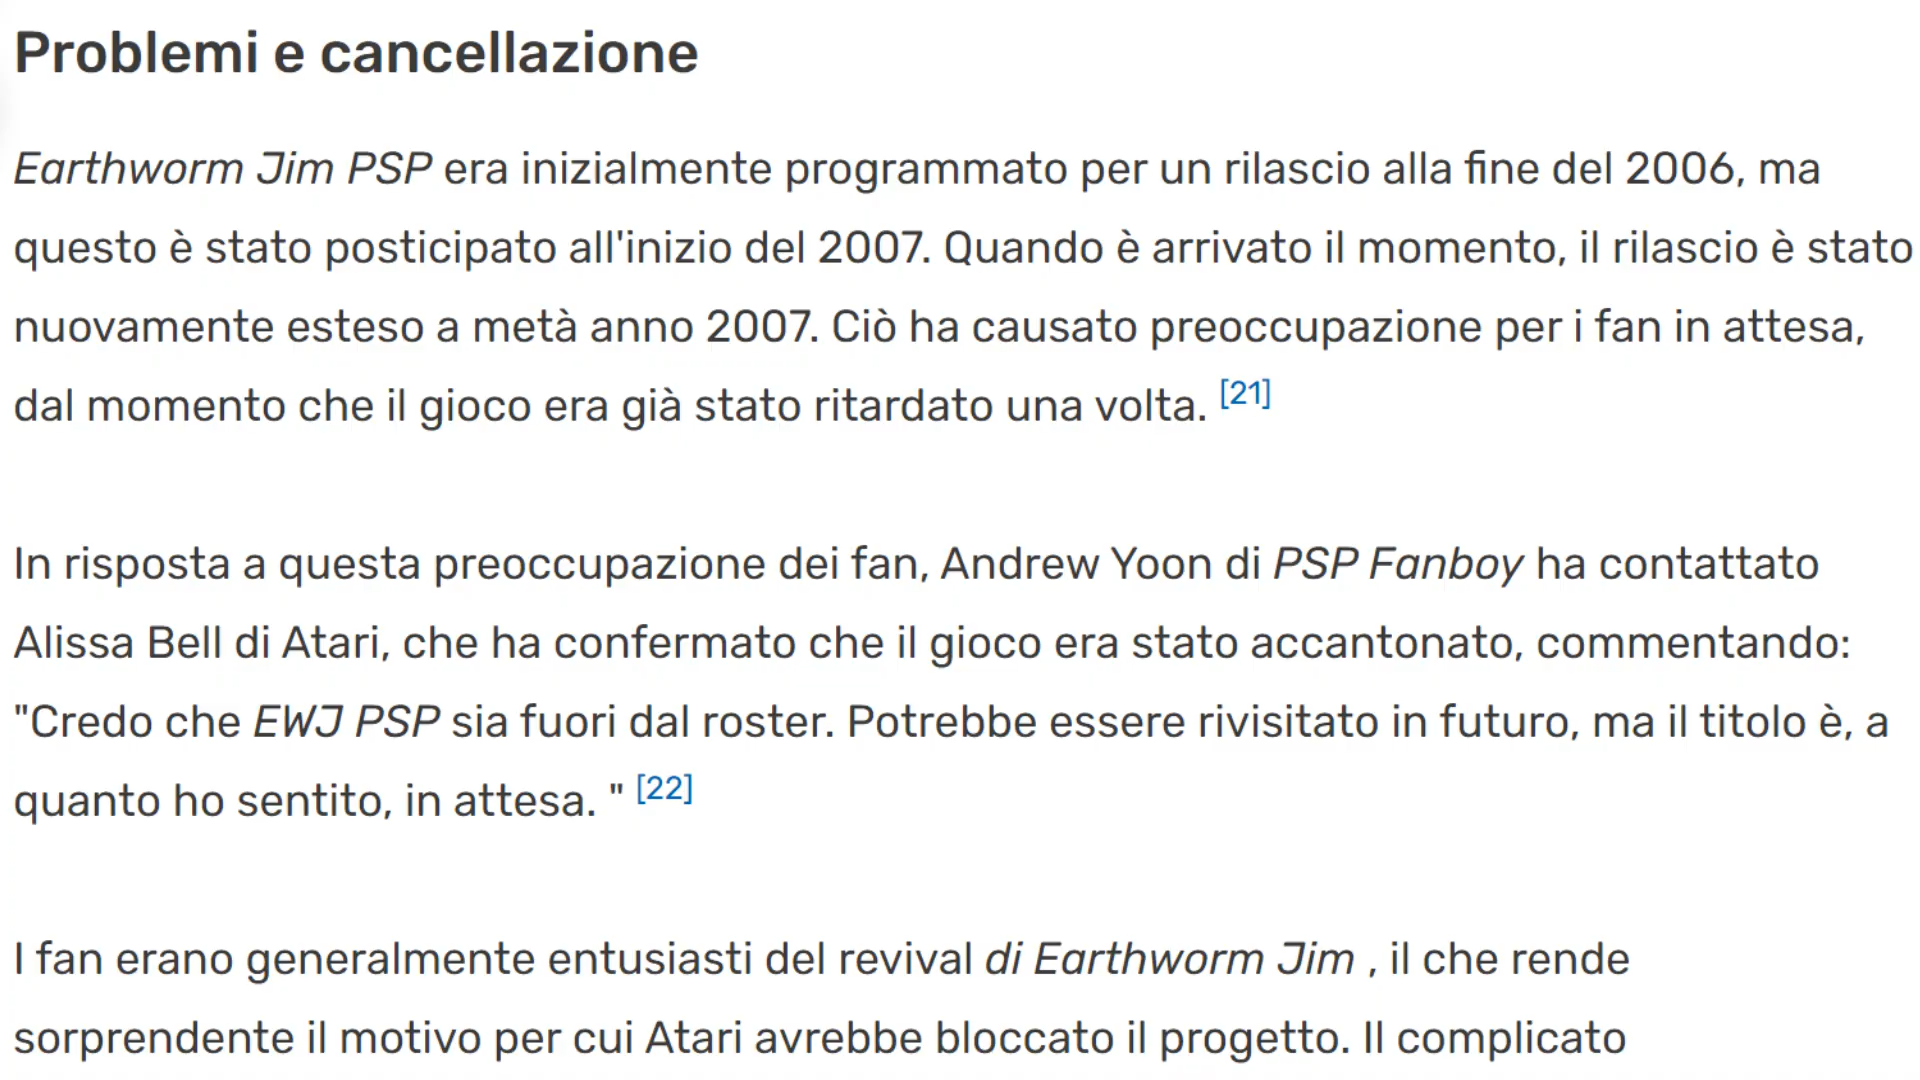 Problemi e cancellazione
Earthworm Jim PSP era inizialmente programmato per un rilascio alla fine del 2006, ma
questo è stato posticipato all'inizio del 2007. Quando è arrivato il momento, il rilascio è stato
nuovamente esteso a metà anno 2007. Ciò ha causato preoccupazione per i fan in attesa,
dal momento che il gioco era già stato ritardato una volta. [21]
In risposta a questa preoccupazione dei fan, Andrew Yoon di PSP Fanboy ha contattato
Alissa Bell di Atari, che ha confermato che il gioco era stato accantonato, commentando:
"Credo che EWJ PSP sia fuori dal roster. Potrebbe essere rivisitato in futuro, ma il titolo è, a
quanto ho sentito, in attesa. " [22]
I fan erano generalmente entusiasti del revival di Earthworm Jim , il che rende
sorprendente il motivo per cui Atari avrebbe bloccato il progetto. Il complicato